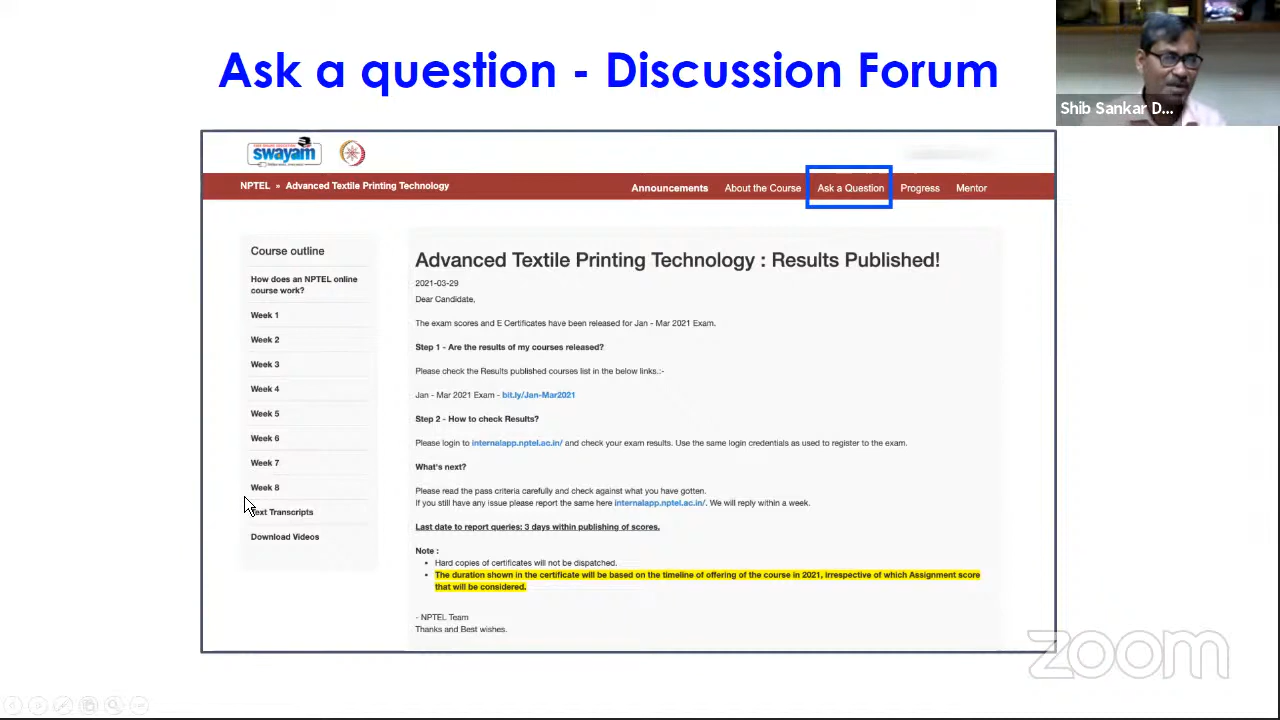 Ask a question - Discussion Forum
Shib Sankar D...
swayam
NPTEL » Advanced Textile Printing Technology
Announcements About the Course Ask a Question Progress Mentor
Course outline
How does an NPTEL online
course work?
Week 1
Week 2
Week 3
Week 4
Week 5
Week 6
Week 7
Week 8
Text Transcripts
Download Videos
Advanced Textile Printing Technology : Results Published!
2021-03-29
Dear Candidate,
The exam scores and E Certificates have been released for Jan - Mar 2021 Exam.
Step 1 - Are the results of my courses released?
Please check the Results published courses list in the below links.:-
Jan - Mar 2021 Exam - bit.ly/Jan-Mar2021
Step 2 - How to check Results?
Please login to internalapp.nptel.ac.in/ and check your exam results. Use the same login credentials as used to register to the exam.
What's next?
Please read the pass criteria carefully and check against what you have gotten.
If you still have any issue please report the same here internalapp.nptel.ac.in/. We will reply within a week.
Last date to report queries: 3 days within publishing of scores.
Note :
• Hard copies of certificates will not be dispatched.
• The duration shown in the certificate will be based on the timeline of offering of the course in 2021, irrespective of which Assignment score
that will be considered.
- NPTEL Team
Thanks and Best wishes.
zoom